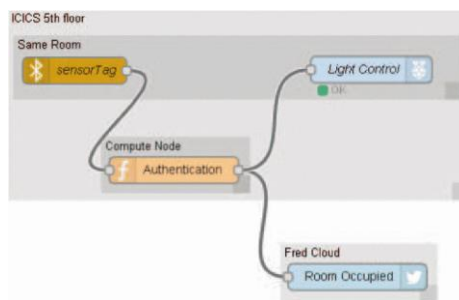 ICICS 5th floor
Same Room
sensorTag
Light Control
OK
Compute Node
f
Authentication
Fred Cloud
Room Occupied